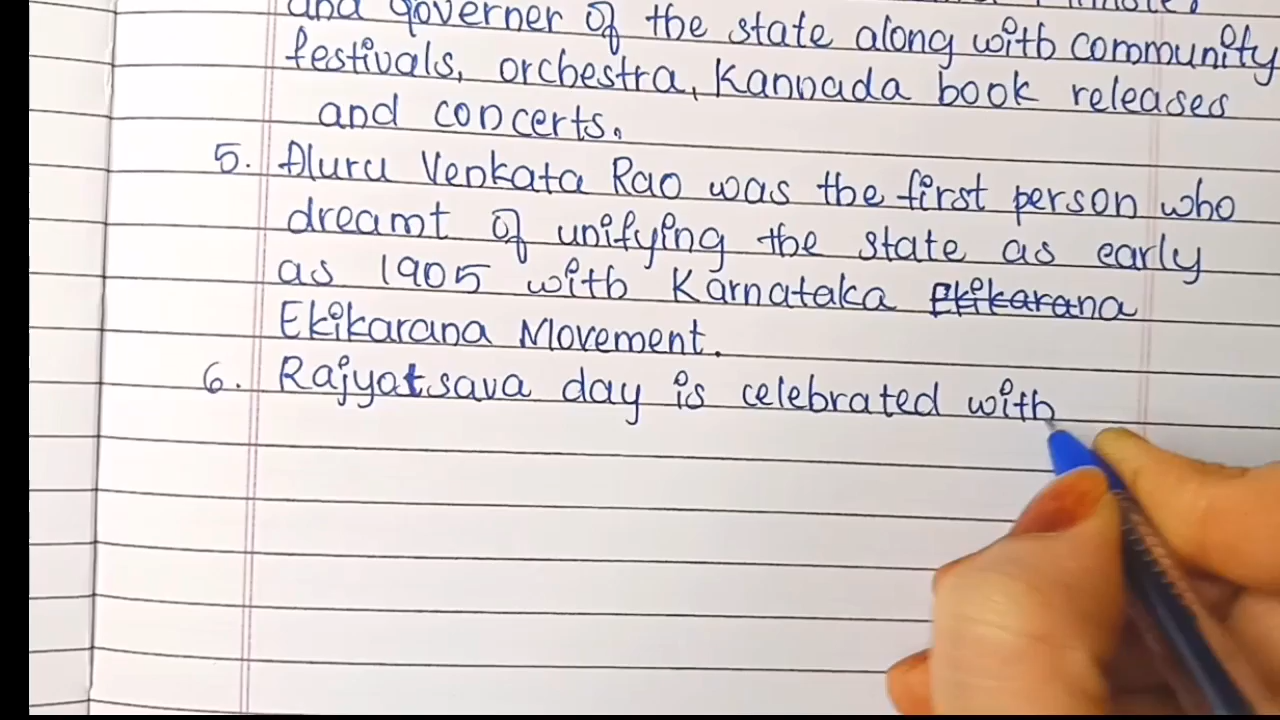 and Governer of the state along with community
festivals, orchestra, Kannada book releases
and concerts.
5. Aluru Venkata Rao was the first person who
dreamt of unifying the state as early
as 1905 with Karnataka Ekikarana
Ekikarana Movement.
6. Rajyotsava day is celebrated with